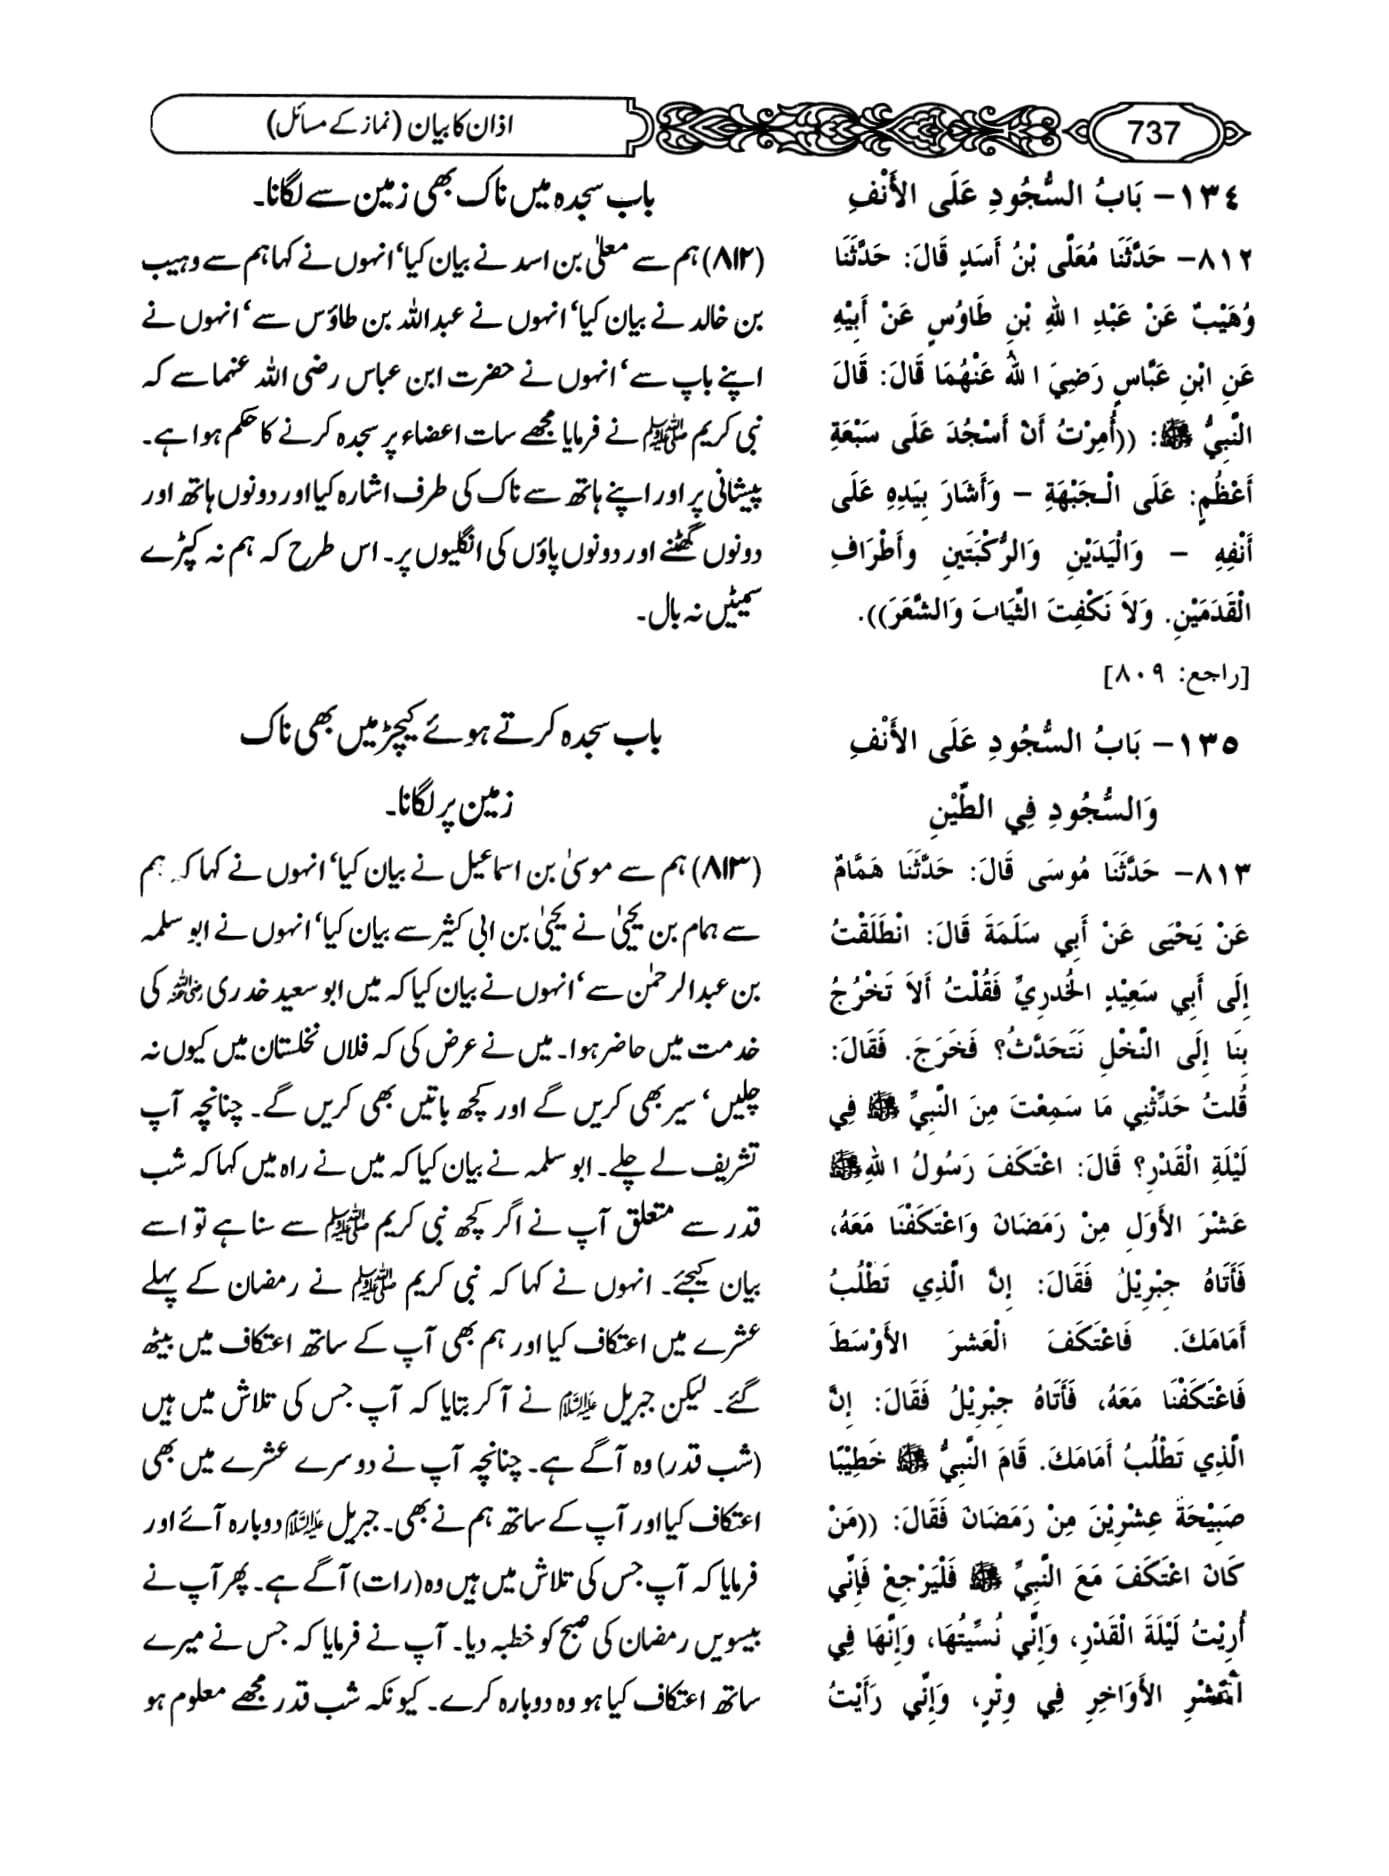 737
اذان کا بیان (نماز کے مسائل)
١٣٤- بَابُ السُّجُودِ عَلَى الأَنْفِ
٨١٢- حَدَّثَنَا مُعَلَّى بْنُ أَسَدٍ قَالَ: حَدَّثَنَا
وُهَيْبٌ عَنْ عَبْدِ اللهِ بْنِ طَاوُسٍ عَنْ أَبِيْهِ
عَنِ ابْنِ عَبَّاسٍ رَضِيَ اللهُ عَنْهُمَا قَالَ: قَالَ
النَّبِيُّ ﷺ: ((أُمِرْتُ أَنْ أَسْجُدَ عَلَى سَبْعَةِ
أَعْظُمٍ: عَلَى الْجَبْهَةِ – وَأَشَارَ بِيَدِهِ عَلَى
أَنْفِهِ – وَالْيَدَيْنِ وَالرُّكْبَتَينِ وأَطْرَافِ
الْقَدَمَيْنِ. وَلاَ نَكْفِتَ الثِّيَابَ وَالشَّعَرَ)).
[راجع: ٨٠٩]
١٣٥- بَابُ السُّجُودِ عَلَى الأَنْفِ
وَالسُّجُودِ فِي الطِّيْنِ
٨١٣- حَدَّثَنَا مُوسَى قَالَ: حَدَّثَنَا هَمَّامٌ
عَنْ يَحْيَى عَنْ أَبِي سَلَمَةَ قَالَ: انْطَلَقْتُ
إِلَى أَبِي سَعِيْدٍ الْخُدرِيِّ فَقُلْتُ أَلاَ تَخْرُجُ
بِنَا إِلَى النَّخْلِ نَتَحَدَّثُ؟ فَخَرَجَ. فَقَالَ:
قُلتُ حَدِّثْنِي مَا سَمِعْتَ مِنَ النَّبِيِّ ﷺ فِي
لَيْلَةِ الْقَدْرِ؟ قَالَ: اعْتَكَفَ رَسُولُ اللهِ ﷺ
عَشْرَ الأَوَلِ مِنْ رَمَضَانَ وَاعْتَكَفْنَا مَعَهُ،
فَأَتَاهُ جِبْرِيْلُ فَقَالَ: إِنَّ الَّذِي تَطْلُبُ
أَمَامَكَ. فَاعْتَكَفَ الْعَشرَ الأَوْسَطَ
فَاعْتَكَفْنَا مَعَهُ، فَأَتَاهُ جِبْرِيْلُ فَقَالَ: إِنَّ
الَّذِي تَطْلُبُ أَمَامَكَ. قَامَ النَّبِيُّ ﷺ خَطِيْبًا
صَبِيْحَةَ عِشْرِيْنَ مِنْ رَمَضَانَ فَقَالَ: ((مَنْ
كَانَ اعْتَكَفَ مَعَ النَّبِيِّ ﷺ فَلْيَرْجِعْ فَإِنِّي
أُرِيْتُ لَيْلَةَ الْقَدْرِ، وَإِنِّي نُسِّيتُهَا، وَإِنَّهَا فِي
الْعَشْرِ الأَوَاخِرِ فِي وِتْرٍ، وَإِنِّي رَأَيْتُ
باب سجدہ میں ناک بھی زمین سے لگانا۔
(۸۱۲) ہم سے معلیٰ بن اسد نے بیان کیا‘ انہوں نے کہا ہم سے وہیب
بن خالد نے بیان کیا‘ انہوں نے عبداللہ بن طاؤس سے‘ انہوں نے
اپنے باپ سے‘ انہوں نے حضرت ابن عباس رضی اللہ عنہما سے کہ
نبی کریم ﷺ نے فرمایا مجھے سات اعضاء پر سجدہ کرنے کا حکم ہوا ہے۔
پیشانی پر اور اپنے ہاتھ سے ناک کی طرف اشارہ کیا اور دونوں ہاتھ اور
دونوں گھٹنے اور دونوں پاؤں کی انگلیوں پر۔ اس طرح کہ ہم نہ کپڑے
سمیٹیں نہ بال۔
باب سجدہ کرتے ہوئے کیچڑ میں بھی ناک
زمین پر لگانا۔
(۸۱۳) ہم سے موسیٰ بن اسماعیل نے بیان کیا‘ انہوں نے کہا کہ ہم
سے ہمام بن یحییٰ نے یحییٰ بن ابی کثیر سے بیان کیا‘ انہوں نے ابو سلمہ
بن عبدالرحمٰن سے‘ انہوں نے بیان کیا کہ میں ابو سعید خدری رضی اللہ عنہ کی
خدمت میں حاضر ہوا۔ میں نے عرض کی کہ فلاں نخلستان میں کیوں نہ
چلیں‘ سیر بھی کریں گے اور کچھ باتیں بھی کریں گے۔ چنانچہ آپ
تشریف لے چلے۔ ابو سلمہ نے بیان کیا کہ میں نے راہ میں کہا کہ شب
قدر سے متعلق آپ نے اگر کچھ نبی کریم ﷺ سے سنا ہے تو اسے
بیان کیجئے۔ انہوں نے کہا کہ نبی کریم ﷺ نے رمضان کے پہلے
عشرے میں اعتکاف کیا اور ہم بھی آپ کے ساتھ اعتکاف میں بیٹھ
گئے۔ لیکن جبریل علیہ السلام نے آ کر بتایا کہ آپ جس کی تلاش میں ہیں
(شب قدر) وہ آگے ہے۔ چنانچہ آپ نے دوسرے عشرے میں بھی
اعتکاف کیا اور آپ کے ساتھ ہم نے بھی۔ جبریل علیہ السلام دوبارہ آئے اور
فرمایا کہ آپ جس کی تلاش میں ہیں وہ (رات) آگے ہے۔ پھر آپ نے
بیسویں رمضان کی صبح کو خطبہ دیا۔ آپ نے فرمایا کہ جس نے میرے
ساتھ اعتکاف کیا ہو وہ دوبارہ کرے۔ کیونکہ شب قدر مجھے معلوم ہو